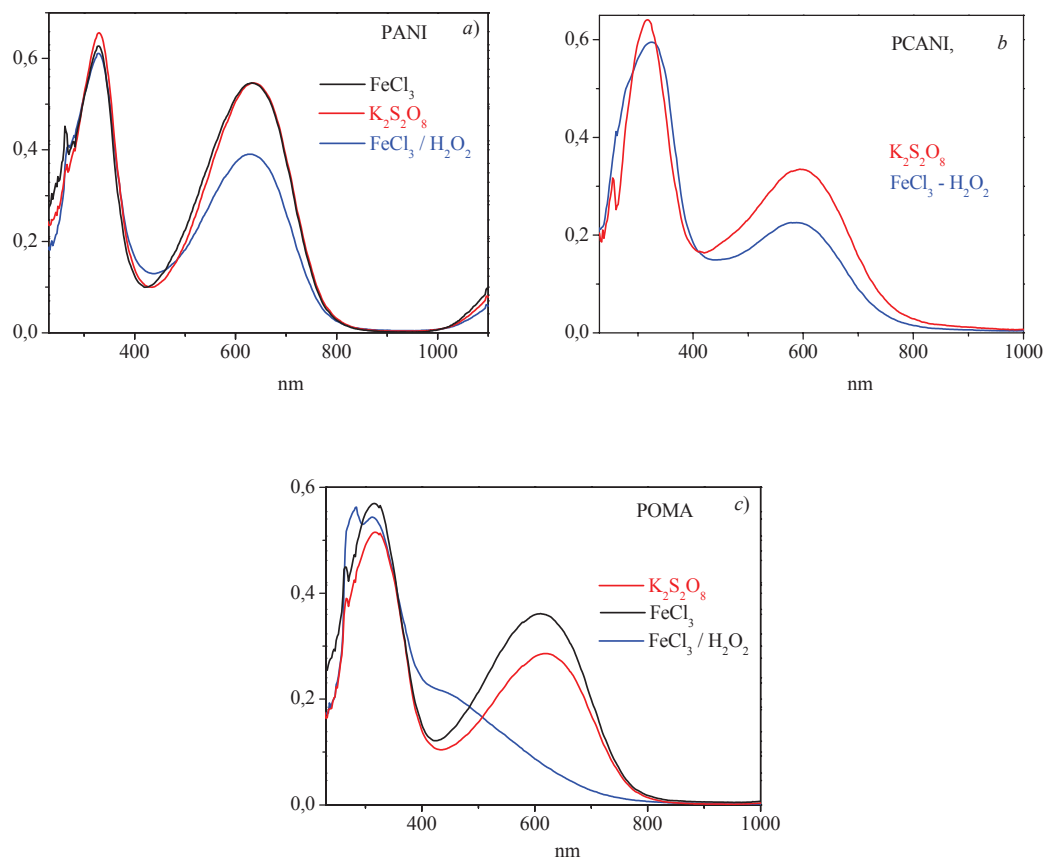 PANI a)
FeCl₃
K₂S₂O₈
FeCl₃ / H₂O₂
0,6
0,4
0,2
0,0
400 600 800 1000
nm
PCANI, b
K₂S₂O₈
FeCl₃ - H₂O₂
0,6
0,4
0,2
0,0
400 600 800 1000
nm
POMA c)
K₂S₂O₈
FeCl₃
FeCl₃ / H₂O₂
0,6
0,4
0,2
0,0
400 600 800 1000
nm